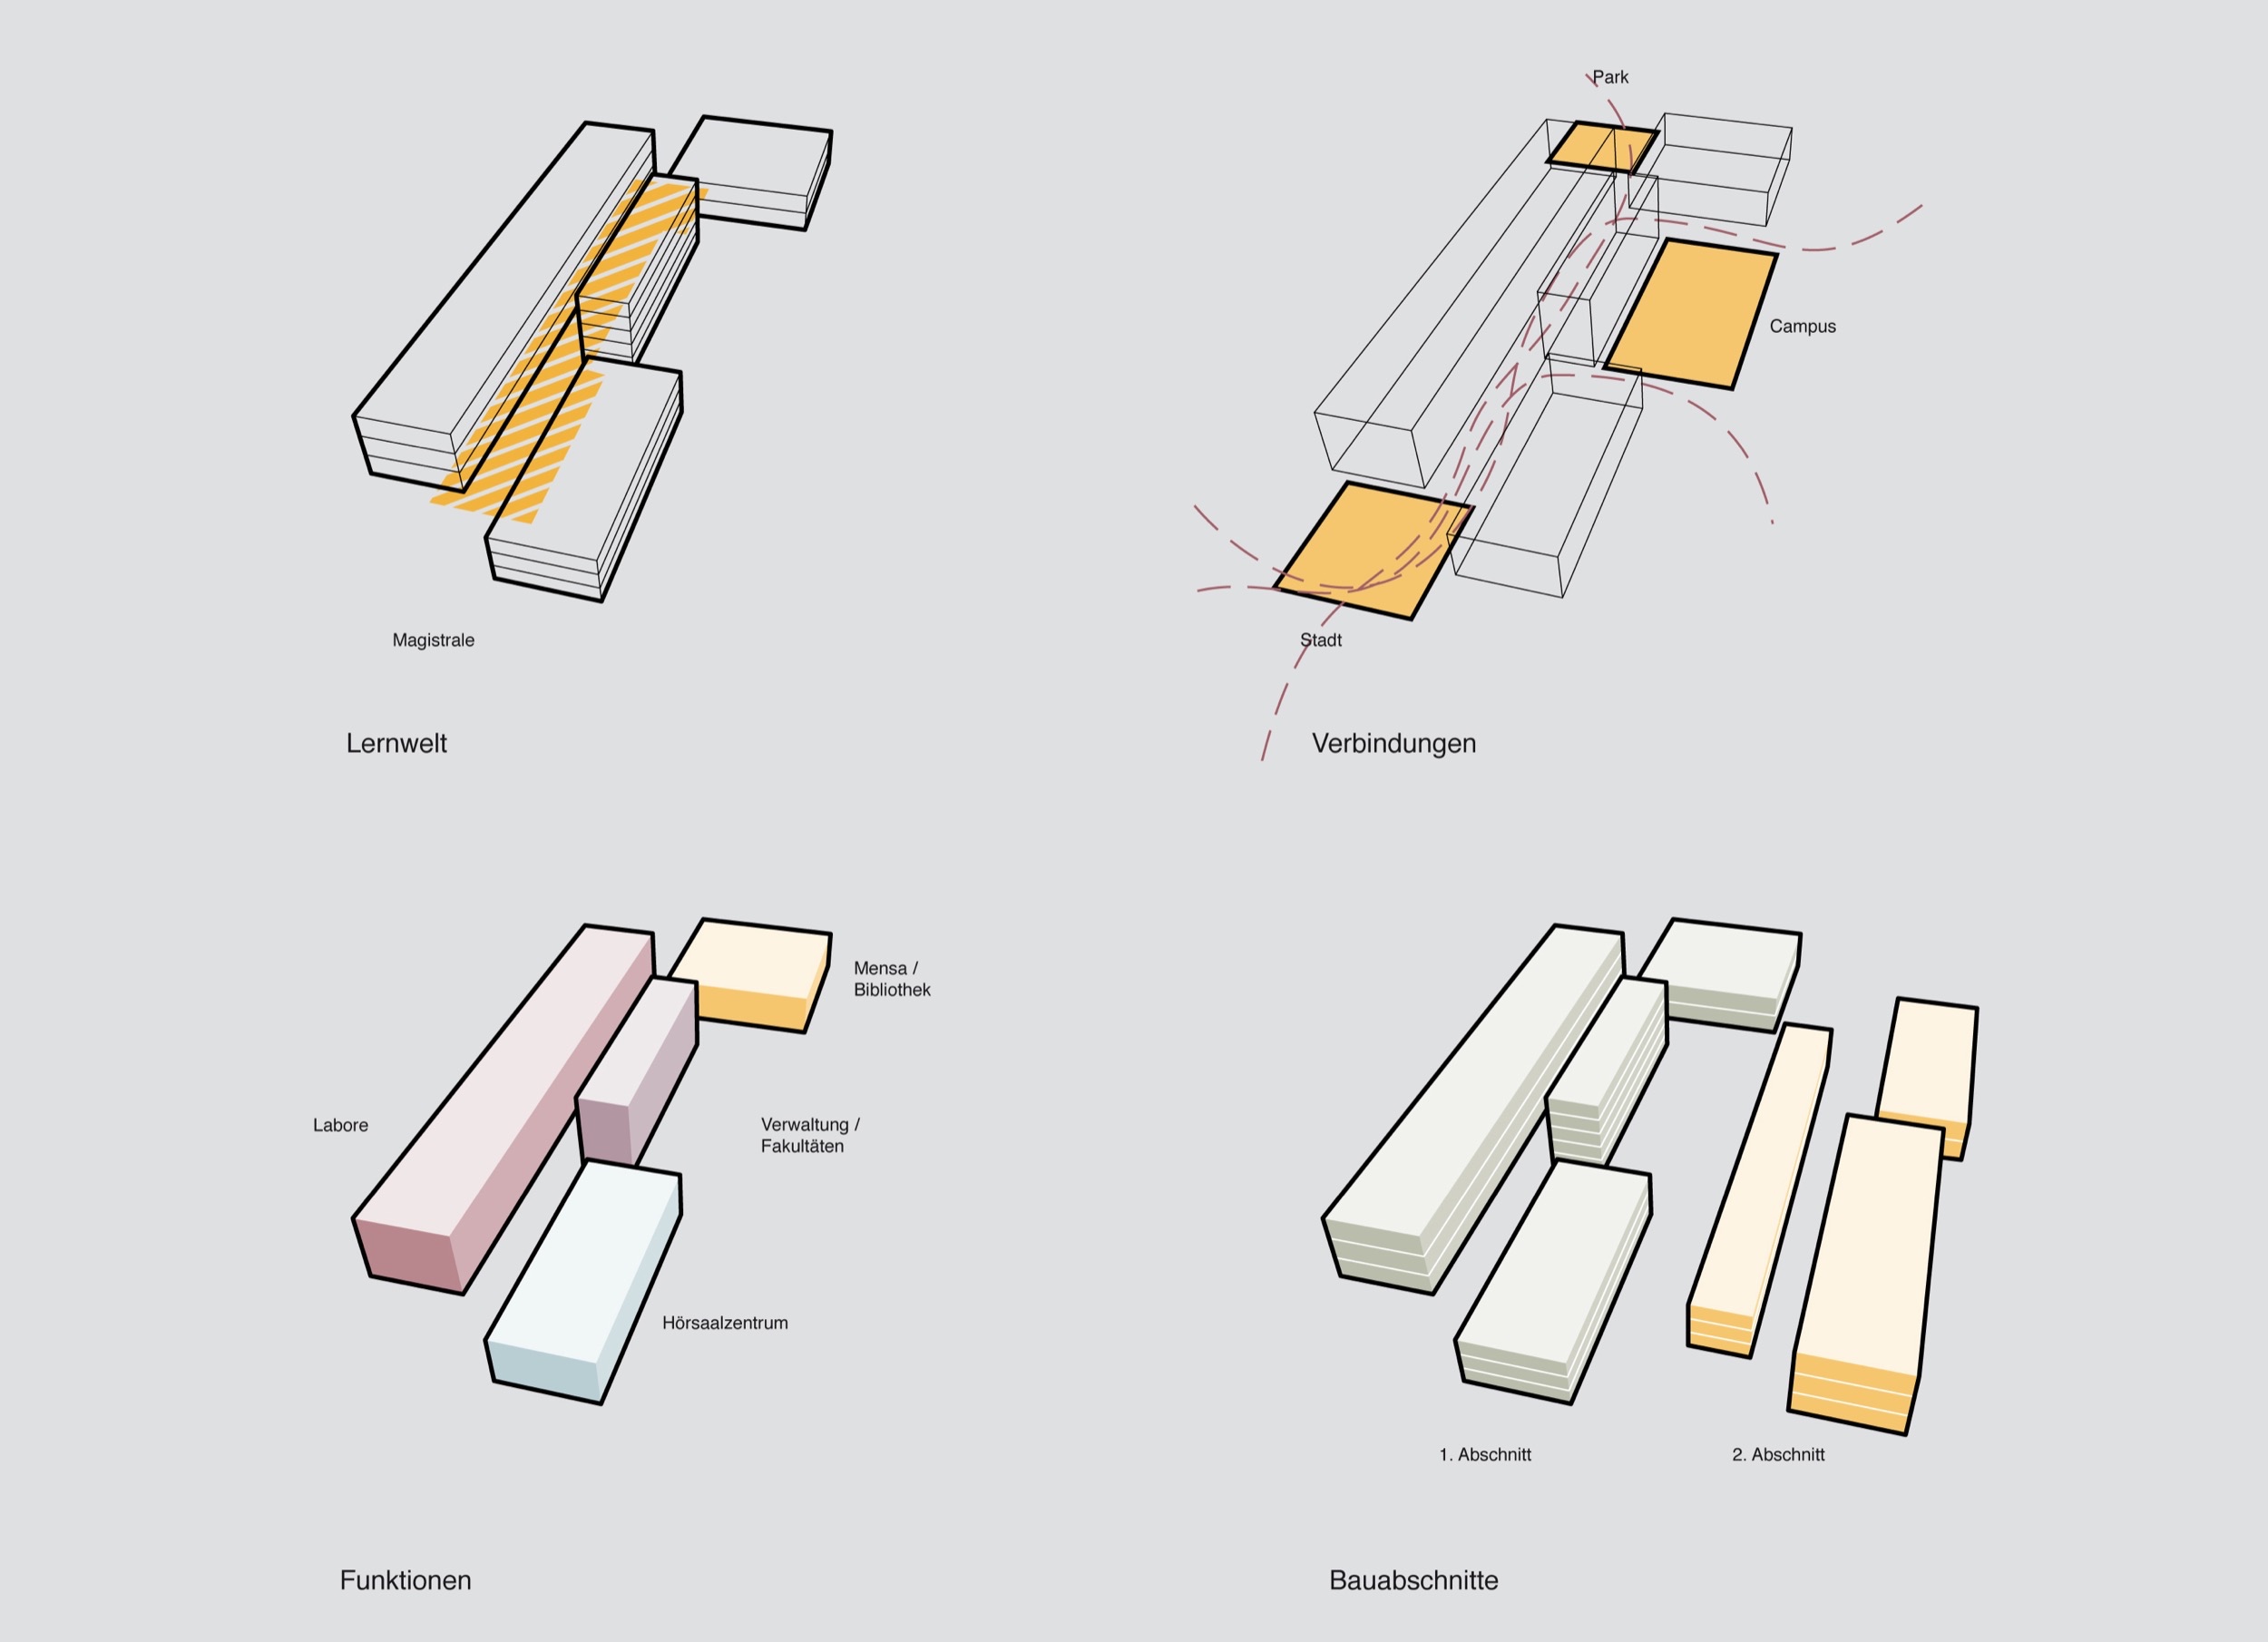 Park
Campus
Magistrale
Stadt
Lernwelt
Verbindungen
Mensa /
Bibliothek
Labore
Verwaltung /
Fakultäten
Hörsaalzentrum
1. Abschnitt
2. Abschnitt
Funktionen
Bauabschnitte